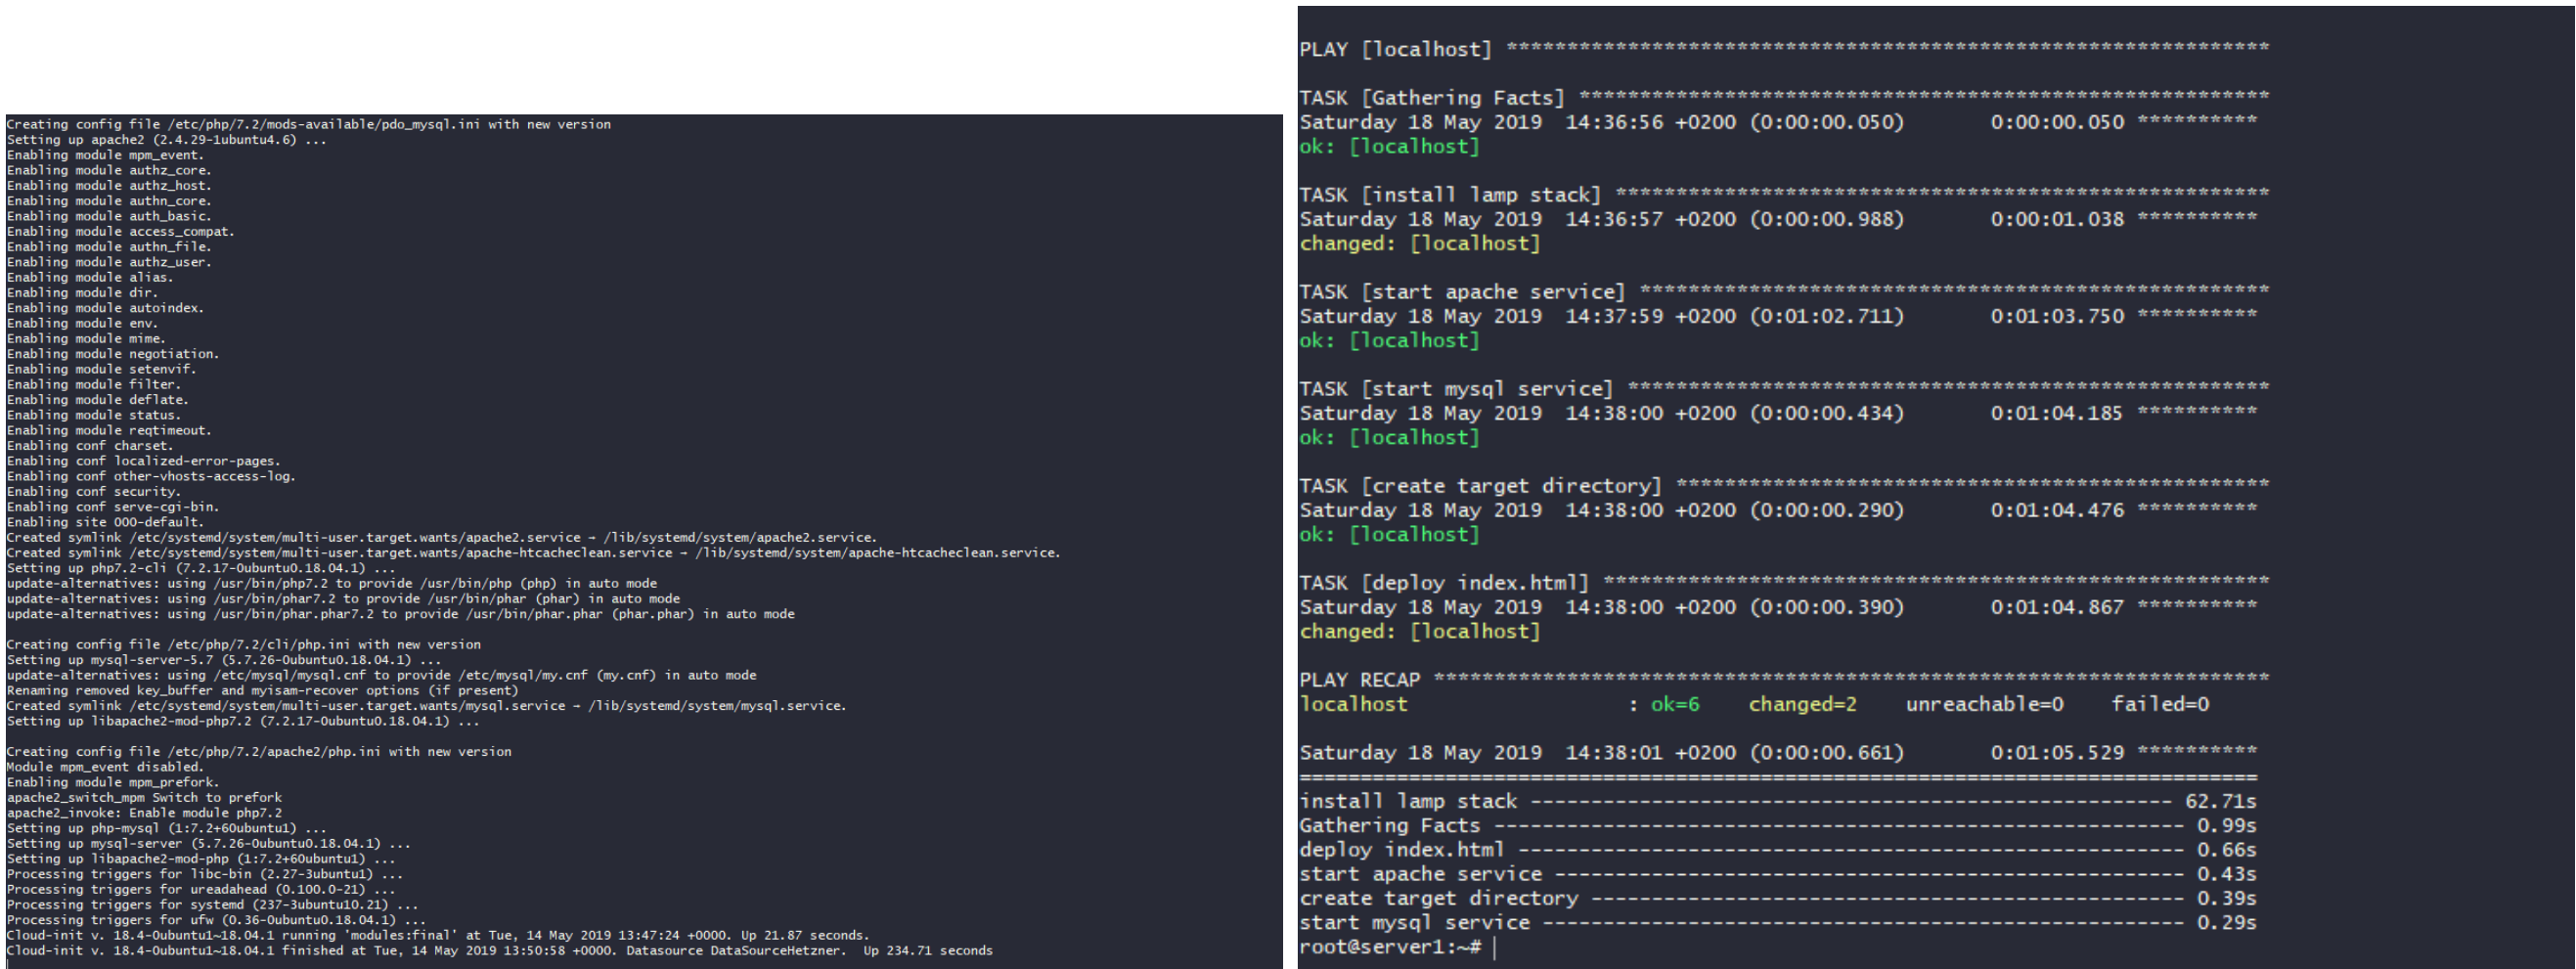 Creating config file /etc/php/7.2/mods-available/pdo_mysql.ini with new version
Setting up apache2 (2.4.29-1ubuntu4.6) ...
Enabling module mpm_event.
Enabling module authz_core.
Enabling module authz_host.
Enabling module authn_core.
Enabling module auth_basic.
Enabling module access_compat.
Enabling module authn_file.
Enabling module authz_user.
Enabling module alias.
Enabling module dir.
Enabling module autoindex.
Enabling module env.
Enabling module mime.
Enabling module negotiation.
Enabling module setenvif.
Enabling module filter.
Enabling module deflate.
Enabling module status.
Enabling module reqtimeout.
Enabling conf charset.
Enabling conf localized-error-pages.
Enabling conf other-vhosts-access-log.
Enabling conf security.
Enabling conf serve-cgi-bin.
Enabling site 000-default.
Created symlink /etc/systemd/system/multi-user.target.wants/apache2.service → /lib/systemd/system/apache2.service.
Created symlink /etc/systemd/system/multi-user.target.wants/apache-htcacheclean.service → /lib/systemd/system/apache-htcacheclean.service.
Setting up php7.2-cli (7.2.17-0ubuntu0.18.04.1) ...
update-alternatives: using /usr/bin/php7.2 to provide /usr/bin/php (php) in auto mode
update-alternatives: using /usr/bin/phar7.2 to provide /usr/bin/phar (phar) in auto mode
update-alternatives: using /usr/bin/phar.phar7.2 to provide /usr/bin/phar.phar (phar.phar) in auto mode
Creating config file /etc/php/7.2/cli/php.ini with new version
Setting up mysql-server-5.7 (5.7.26-0ubuntu0.18.04.1) ...
update-alternatives: using /etc/mysql/mysql.cnf to provide /etc/mysql/my.cnf (my.cnf) in auto mode
Renaming removed key_buffer and myisam-recover options (if present)
Created symlink /etc/systemd/system/multi-user.target.wants/mysql.service → /lib/systemd/system/mysql.service.
Setting up libapache2-mod-php7.2 (7.2.17-0ubuntu0.18.04.1) ...
Creating config file /etc/php/7.2/apache2/php.ini with new version
Module mpm_event disabled.
Enabling module mpm_prefork.
apache2_switch_mpm Switch to prefork
apache2_invoke: Enable module php7.2
Setting up php-mysql (1:7.2+60ubuntu1) ...
Setting up mysql-server (5.7.26-0ubuntu0.18.04.1) ...
Setting up libapache2-mod-php (1:7.2+60ubuntu1) ...
Processing triggers for libc-bin (2.27-3ubuntu1) ...
Processing triggers for ureadahead (0.100.0-21) ...
Processing triggers for systemd (237-3ubuntu10.21) ...
Processing triggers for ufw (0.36-0ubuntu0.18.04.1) ...
Cloud-init v. 18.4-0ubuntu1~18.04.1 running 'modules:final' at Tue, 14 May 2019 13:47:24 +0000. Up 21.87 seconds.
Cloud-init v. 18.4-0ubuntu1~18.04.1 finished at Tue, 14 May 2019 13:50:58 +0000. Datasource DataSourceHetzner.  Up 234.71 seconds
PLAY [localhost] ***************************************************************
TASK [Gathering Facts] *********************************************************
Saturday 18 May 2019  14:36:56 +0200 (0:00:00.050)       0:00:00.050 **********
ok: [localhost]
TASK [install lamp stack] ******************************************************
Saturday 18 May 2019  14:36:57 +0200 (0:00:00.988)       0:00:01.038 **********
changed: [localhost]
TASK [start apache service] ****************************************************
Saturday 18 May 2019  14:37:59 +0200 (0:01:02.711)       0:01:03.750 **********
ok: [localhost]
TASK [start mysql service] *****************************************************
Saturday 18 May 2019  14:38:00 +0200 (0:00:00.434)       0:01:04.185 **********
ok: [localhost]
TASK [create target directory] *************************************************
Saturday 18 May 2019  14:38:00 +0200 (0:00:00.290)       0:01:04.476 **********
ok: [localhost]
TASK [deploy index.html] *******************************************************
Saturday 18 May 2019  14:38:00 +0200 (0:00:00.390)       0:01:04.867 **********
changed: [localhost]
PLAY RECAP *********************************************************************
localhost                  : ok=6    changed=2    unreachable=0    failed=0
Saturday 18 May 2019  14:38:01 +0200 (0:00:00.661)       0:01:05.529 **********
===============================================================================
install lamp stack ----------------------------------------------------- 62.71s
Gathering Facts --------------------------------------------------------- 0.99s
deploy index.html ------------------------------------------------------- 0.66s
start apache service ---------------------------------------------------- 0.43s
create target directory ------------------------------------------------- 0.39s
start mysql service ----------------------------------------------------- 0.29s
root@server1:~#